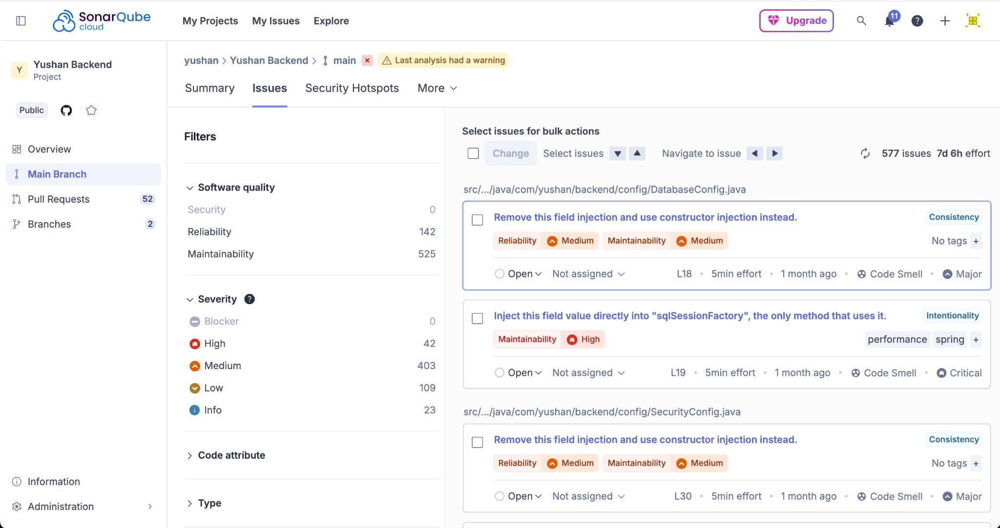 SonarQube cloud
My Projects My Issues Explore
Upgrade
11
Y
Yushan Backend
Project
Public
Overview
Main Branch
Pull Requests 52
Branches 2
Information
Administration
yushan > Yushan Backend > main Last analysis had a warning
Summary Issues Security Hotspots More
Filters
Software quality
Security 0
Reliability 142
Maintainability 525
Severity ?
Blocker 0
High 42
Medium 403
Low 109
Info 23
Code attribute
Type
Select issues for bulk actions
Change Select issues Navigate to issue 577 issues 7d 6h effort
src/.../java/com/yushan/backend/config/DatabaseConfig.java
Remove this field injection and use constructor injection instead. Consistency
Reliability Medium Maintainability Medium No tags +
Open Not assigned L18 • 5min effort • 1 month ago • Code Smell • Major
Inject this field value directly into "sqlSessionFactory", the only method that uses it. Intentionality
Maintainability High performance spring +
Open Not assigned L19 • 5min effort • 1 month ago • Code Smell • Critical
src/.../java/com/yushan/backend/config/SecurityConfig.java
Remove this field injection and use constructor injection instead. Consistency
Reliability Medium Maintainability Medium No tags +
Open Not assigned L30 • 5min effort • 1 month ago • Code Smell • Major